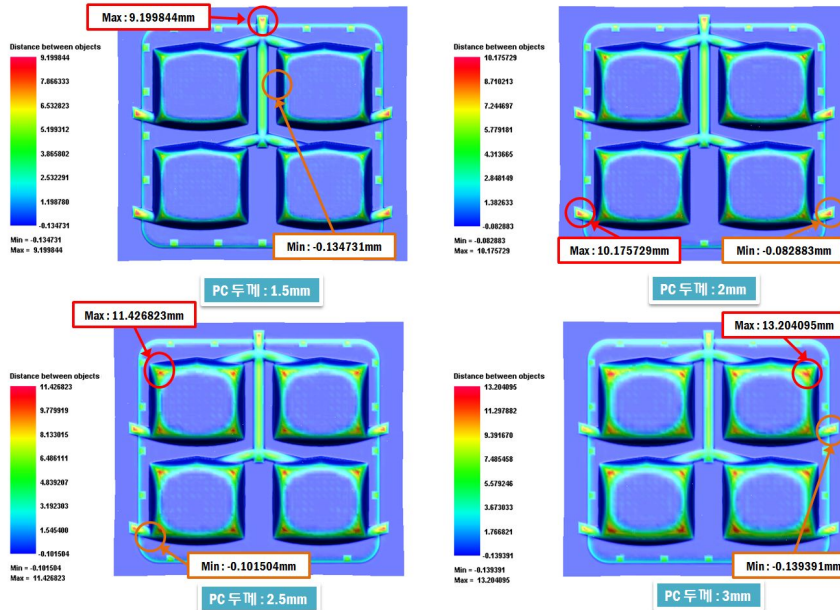 Max : 9.199844mm
Distance between objects
9.199844
7.866333
6.532823
5.199312
3.865802
2.532291
1.198780
-0.134731
Min = -0.134731
Max = 9.199844
Min : -0.134731mm
PC 두께 : 1.5mm
Distance between objects
10.175729
8.710213
7.244697
5.779181
4.313665
2.848149
1.382633
-0.082883
Min = -0.082883
Max = 10.175729
Max : 10.175729mm
Min : -0.082883mm
PC 두께 : 2mm
Max : 11.426823mm
Distance between objects
11.426823
9.779919
8.133015
6.486111
4.839207
3.192303
1.545400
-0.101504
Min = -0.101504
Max = 11.426823
Min : -0.101504mm
PC 두께 : 2.5mm
Max : 13.204095mm
Distance between objects
13.204095
11.297882
9.391670
7.485458
5.579246
3.673033
1.766821
-0.139391
Min = -0.139391
Max = 13.204095
Min : -0.139391mm
PC 두께 : 3mm